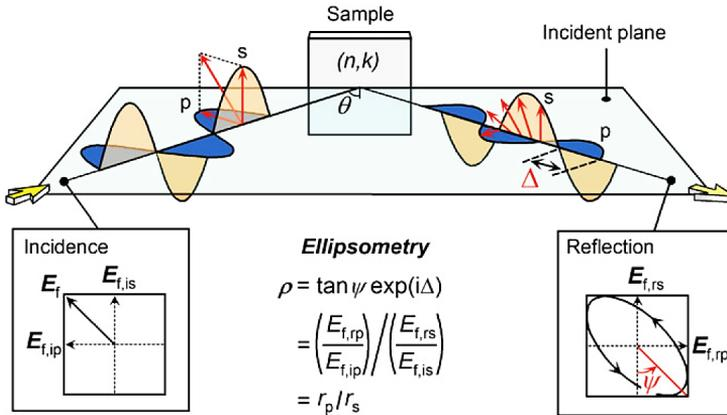 Sample
Incident plane
(n,k)
θ
s
p
s
p
Δ
Incidence
E_f
E_f,is
E_f,ip
Ellipsometry
ρ = tan ψ exp(iΔ)
= (E_f,rp / E_f,ip) / (E_f,rs / E_f,is)
= r_p/r_s
Reflection
E_f,rs
E_f,rp
ψ